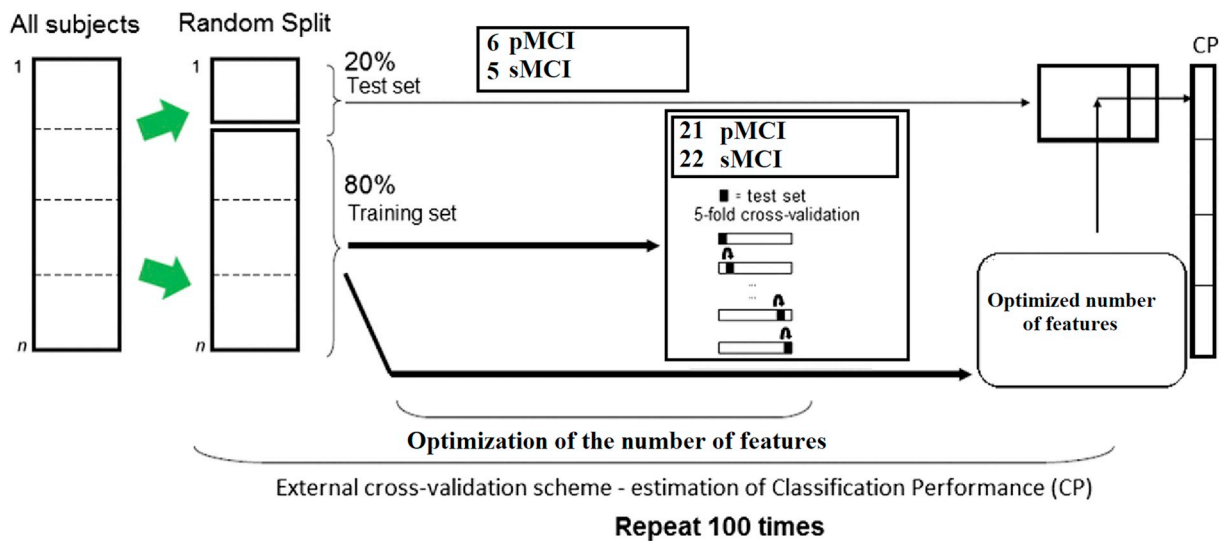 All subjects
Random Split
1
n
1
n
20%
Test set
80%
Training set
6 pMCI
5 sMCI
21 pMCI
22 sMCI
= test set
5-fold cross-validation
...
...
CP
Optimized number
of features
Optimization of the number of features
External cross-validation scheme - estimation of Classification Performance (CP)
Repeat 100 times